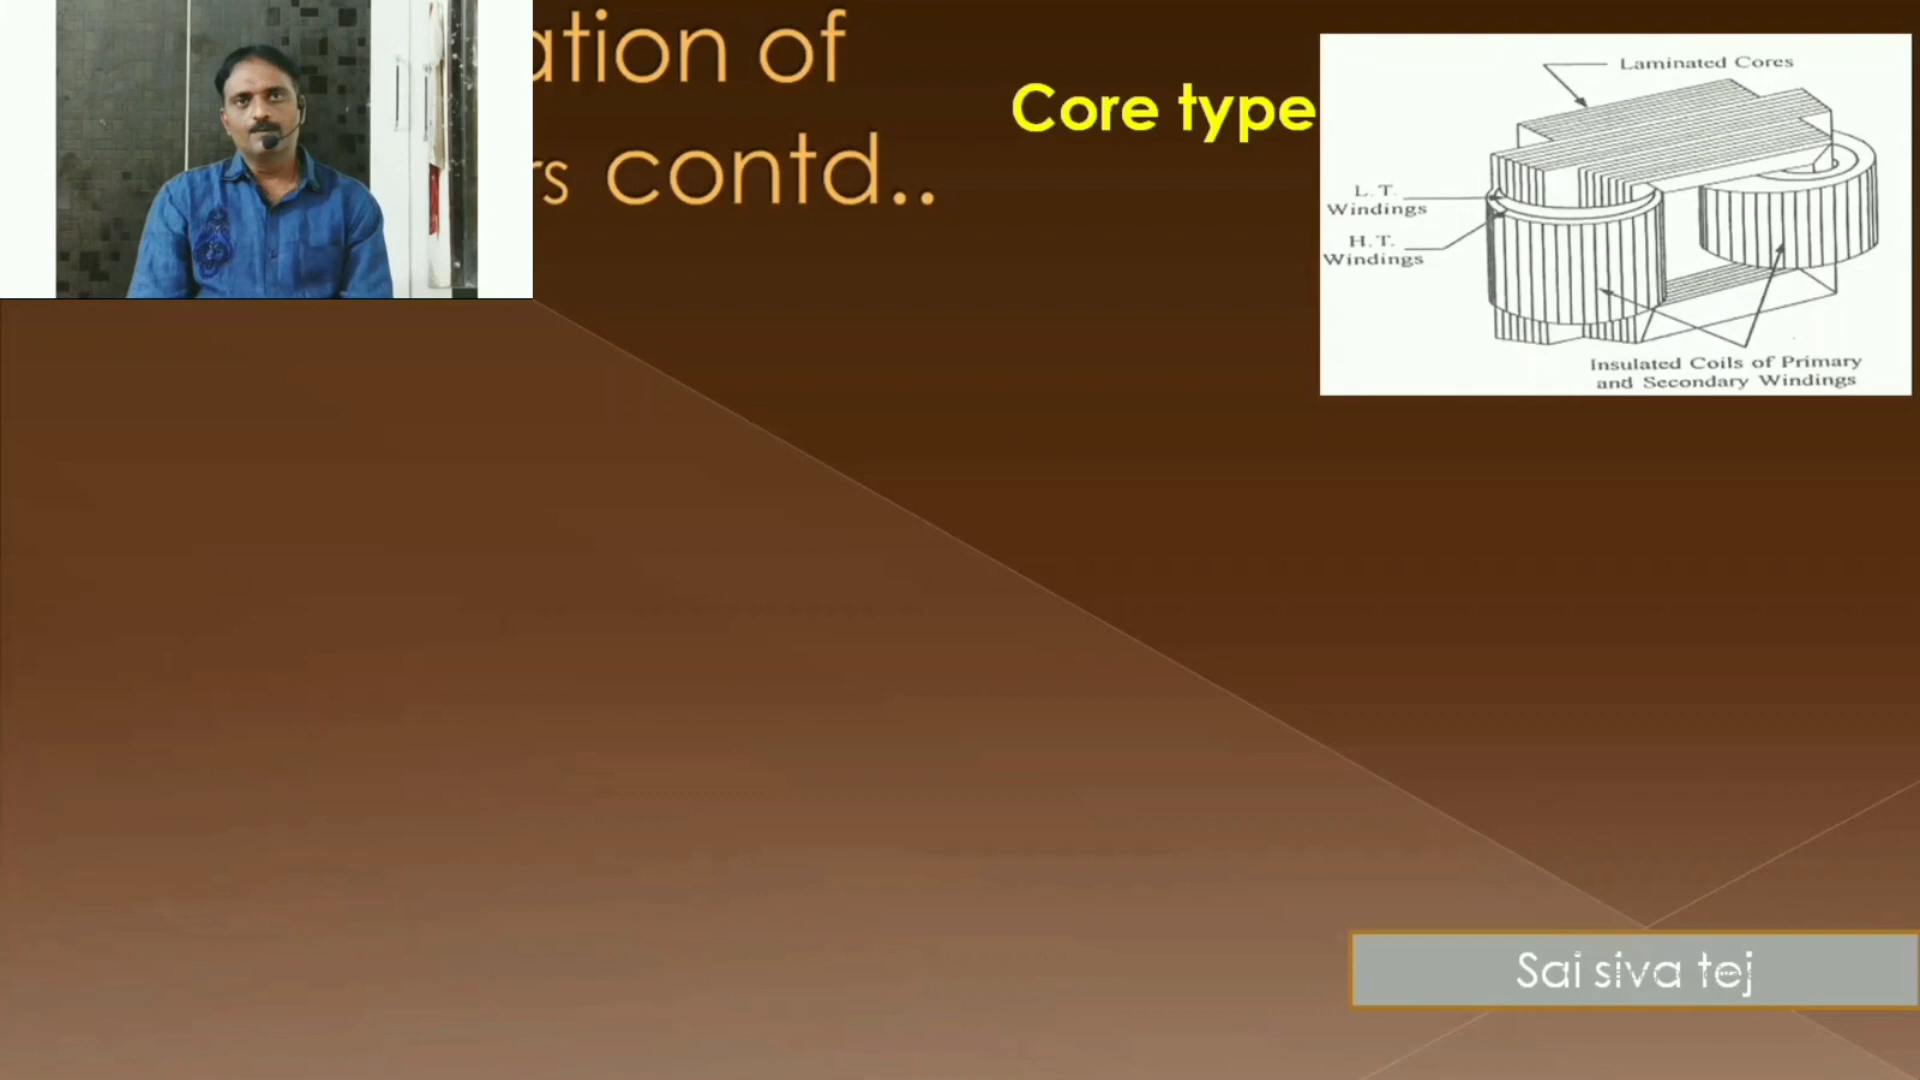 ation of
rs contd..
Core type
Laminated Cores
L. T.
Windings
H. T.
Windings
Insulated Coils of Primary
and Secondary Windings
Sai siva tej